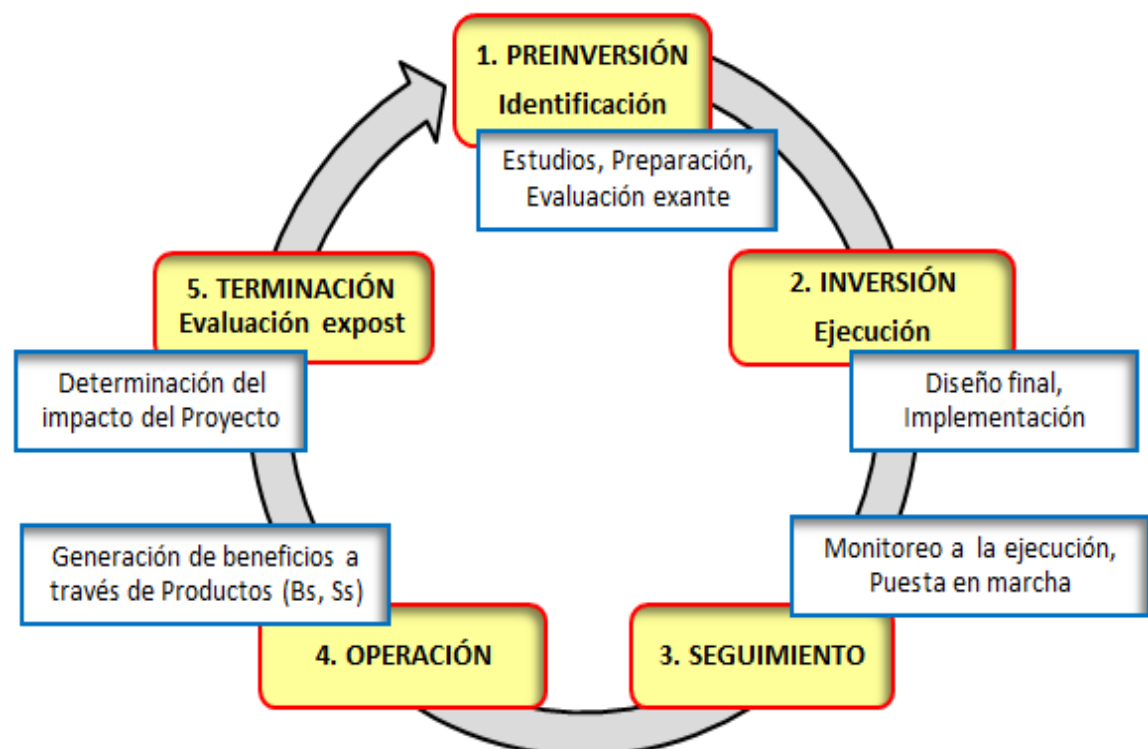 1. PREINVERSIÓN
Identificación
Estudios, Preparación,
Evaluación exante
2. INVERSIÓN
Ejecución
Diseño final,
Implementación
Monitoreo a la ejecución,
Puesta en marcha
3. SEGUIMIENTO
4. OPERACIÓN
Generación de beneficios a
través de Productos (Bs, Ss)
5. TERMINACIÓN
Evaluación expost
Determinación del
impacto del Proyecto